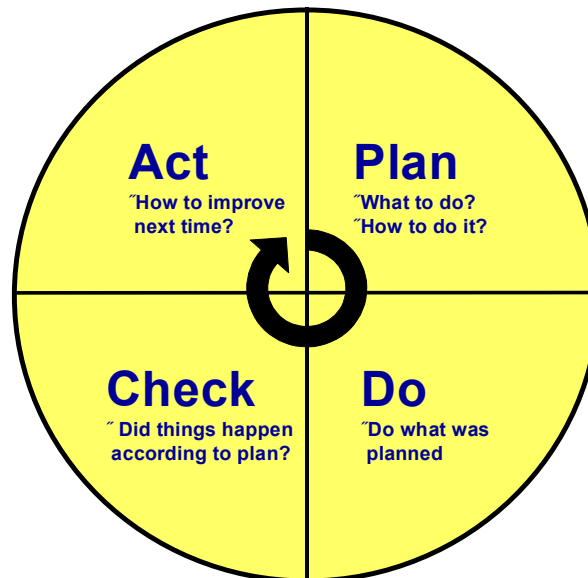 Act
˝How to improve
next time?
Plan
˝What to do?
˝How to do it?
Check
˝ Did things happen
according to plan?
Do
˝Do what was
planned